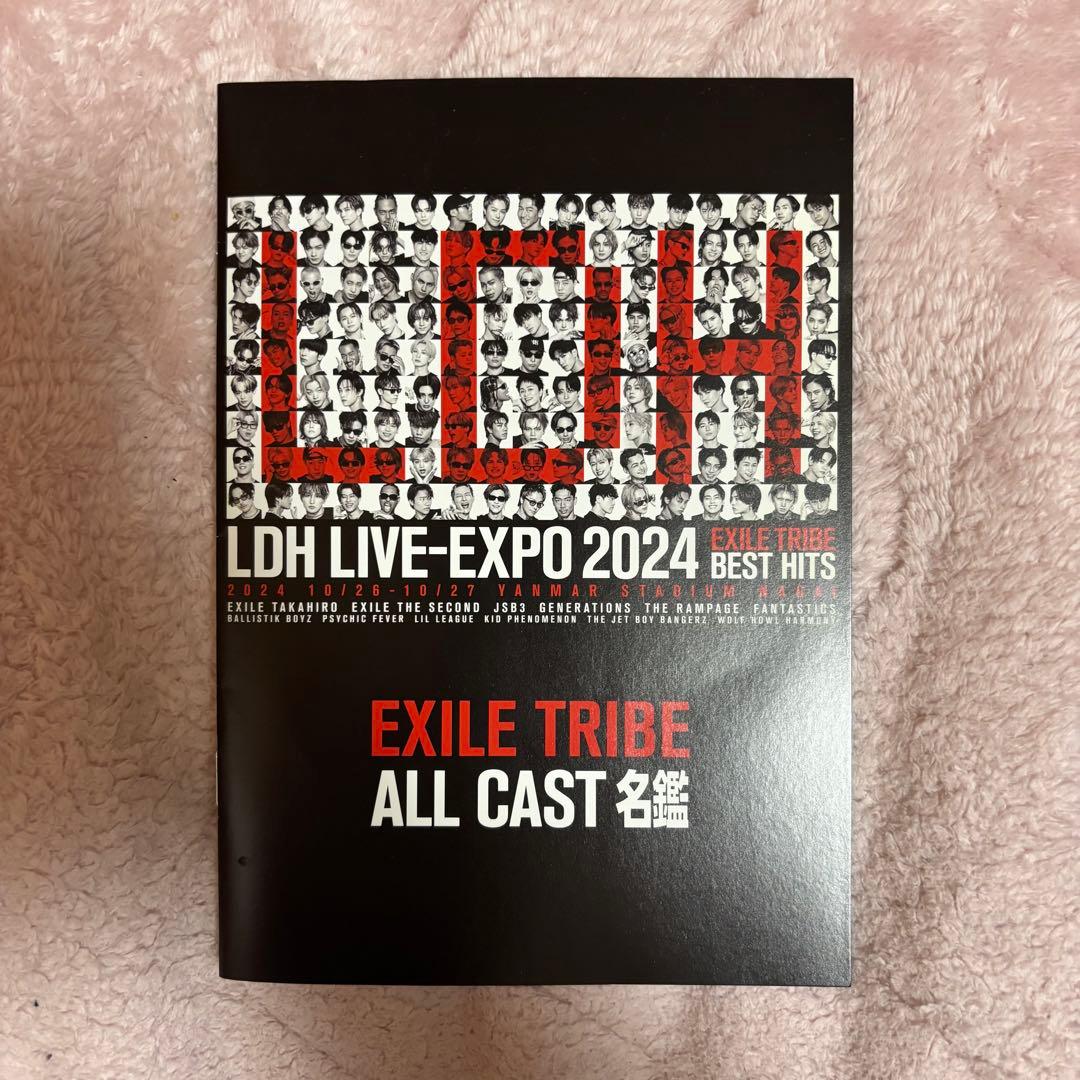 LDH
LDH LIVE-EXPO 2024 EXILE TRIBE BEST HITS
2024 10/26-10/27 YANMAR STADIUM NAGAI
EXILE TAKAHIRO EXILE THE SECOND JSB3 GENERATIONS THE RAMPAGE FANTASTICS
BALLISTIK BOYZ PSYCHIC FEVER LIL LEAGUE KID PHENOMENON THE JET BOY BANGERZ WOLF HOWL HARMONY
EXILE TRIBE
ALL CAST 名鑑